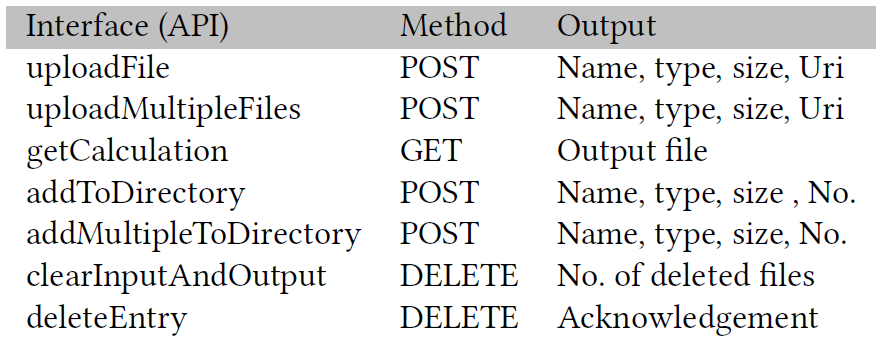 Interface (API) Method Output
uploadFile POST Name, type, size, Uri
uploadMultipleFiles POST Name, type, size, Uri
getCalculation GET Output file
addToDirectory POST Name, type, size , No.
addMultipleToDirectory POST Name, type, size, No.
clearInputAndOutput DELETE No. of deleted files
deleteEntry DELETE Acknowledgement